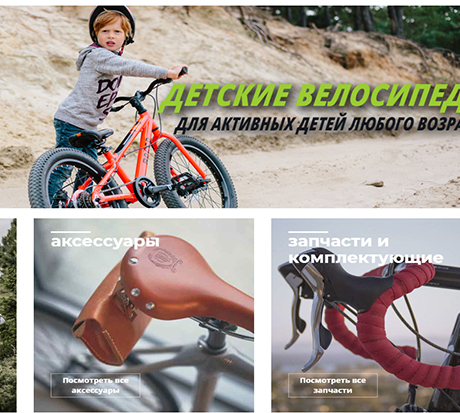 ДЕТСКИЕ ВЕЛОСИПЕД
ДЛЯ АКТИВНЫХ ДЕТЕЙ ЛЮБОГО ВОЗРА
аксессуары
запчасти и
комплектующие
Посмотреть все
аксессуары
Посмотреть все
запчасти